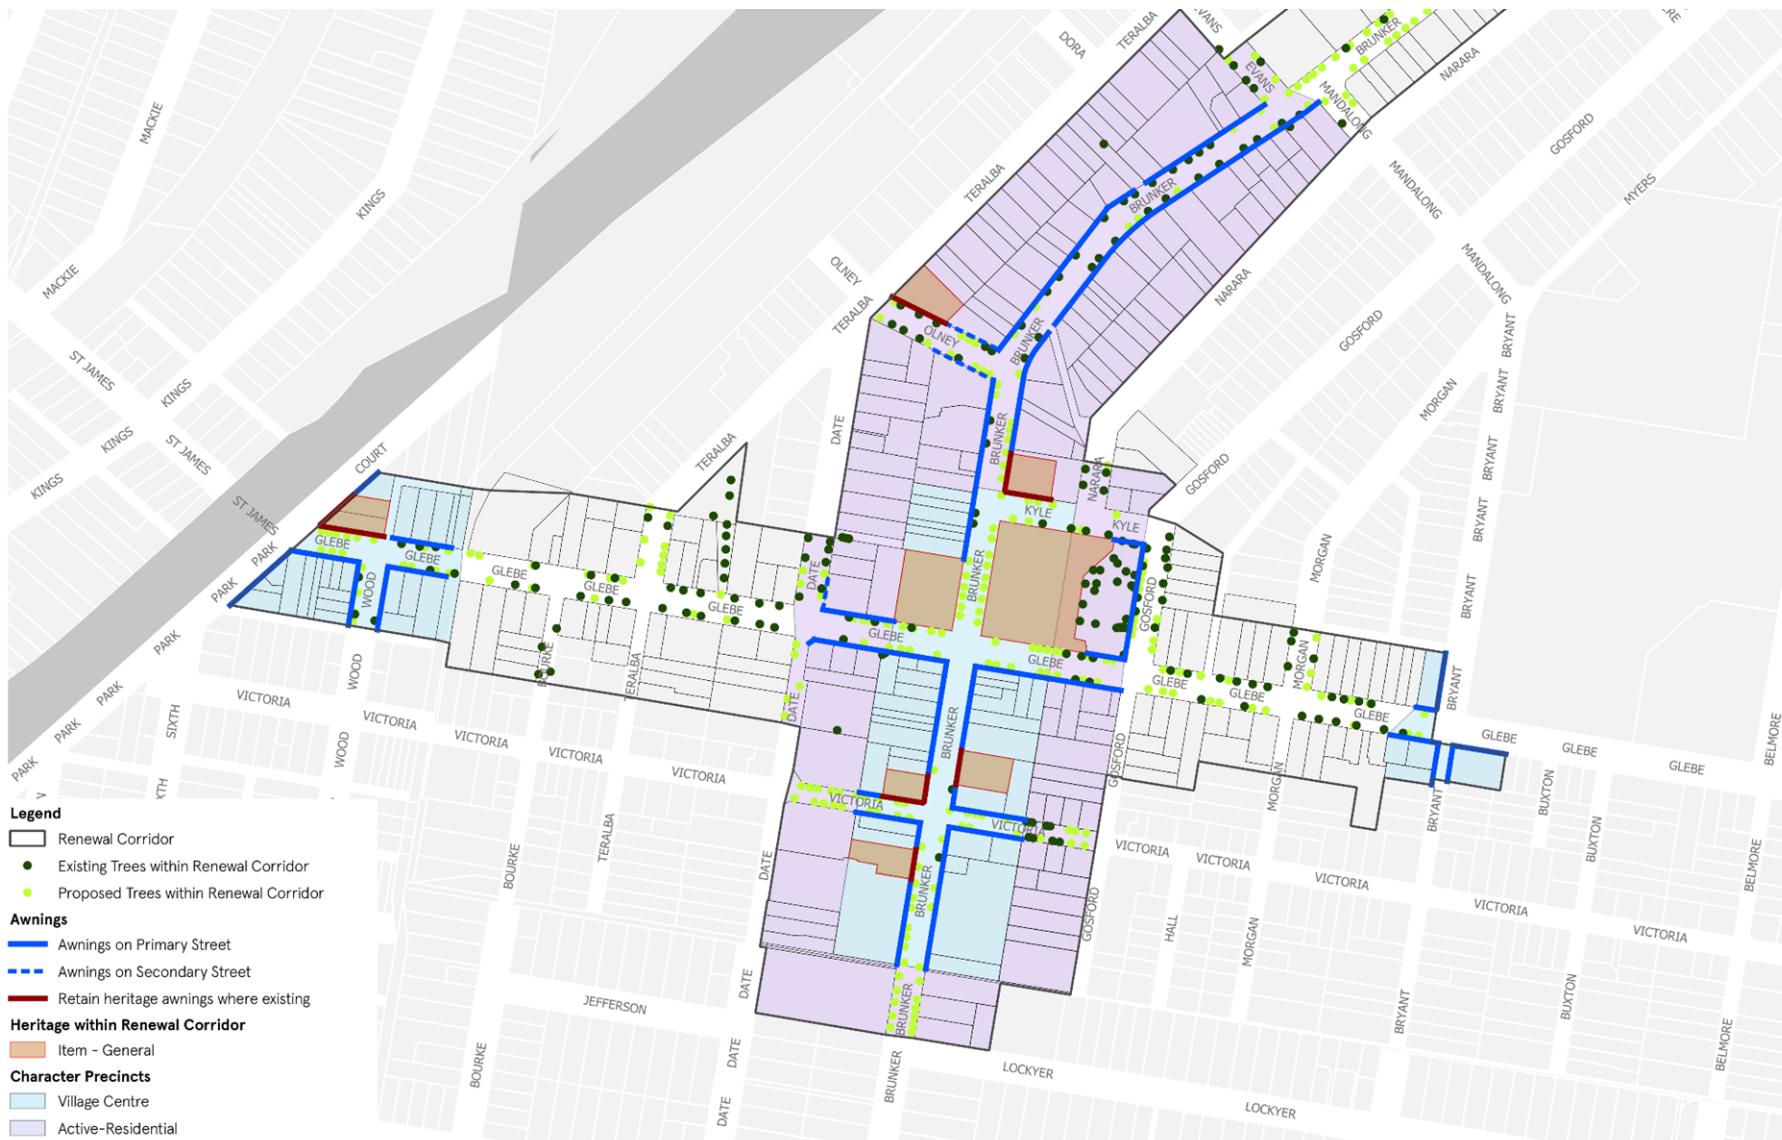 EVANS
TERALBA
DORA
BRUNKER
NARARA
EVANS
MANDALONG
MACKIE
GOSFORD
TERALBA
BRUNKER
MANDALONG
MYERS
KINGS
MACKIE
OLNEY
MANDALONG
NARARA
TERALBA
OLNEY
BRUNKER
GOSFORD
BRYANT
ST JAMES
KINGS
BRYANT
MORGAN
DATE
BRUNKER
KINGS
TERALBA
BRYANT
ST JAMES
COURT
KINGS
NARARA
GOSFORD
ST JAMES
KYLE
KYLE
BRYANT
PARK
GLEBE
GLEBE
GLEBE
MORGAN
PARK
WOOD
GLEBE
DATE
BRUNKER
GOSFORD
BRYANT
GLEBE
GLEBE
PARK
BOURKE
TERALBA
GLEBE
MORGAN
WOOD
GLEBE
GLEBE
BRYANT
PARK
VICTORIA
DATE
GLEBE
SIXTH
VICTORIA
BRUNKER
GLEBE
PARK
WOOD
VICTORIA
VICTORIA
VICTORIA
GOSFORD
GLEBE
GLEBE
BELMORE
PARK
MORGAN
BUXTON
BRYANT
VICTORIA
VICTORIA
TERALBA
BOURKE
DATE
VICTORIA
VICTORIA
VICTORIA
BUXTON
BELMORE
BRUNKER
GOSFORD
HALL
MORGAN
VICTORIA
VICTORIA
DATE
JEFFERSON
BRUNKER
BRYANT
BUXTON
BELMORE
BOURKE
DATE
BRUNKER
LOCKYER
DATE
LOCKYER
Legend
Renewal Corridor
Existing Trees within Renewal Corridor
Proposed Trees within Renewal Corridor
Awnings
Awnings on Primary Street
Awnings on Secondary Street
Retain heritage awnings where existing
Heritage within Renewal Corridor
Item - General
Character Precincts
Village Centre
Active-Residential